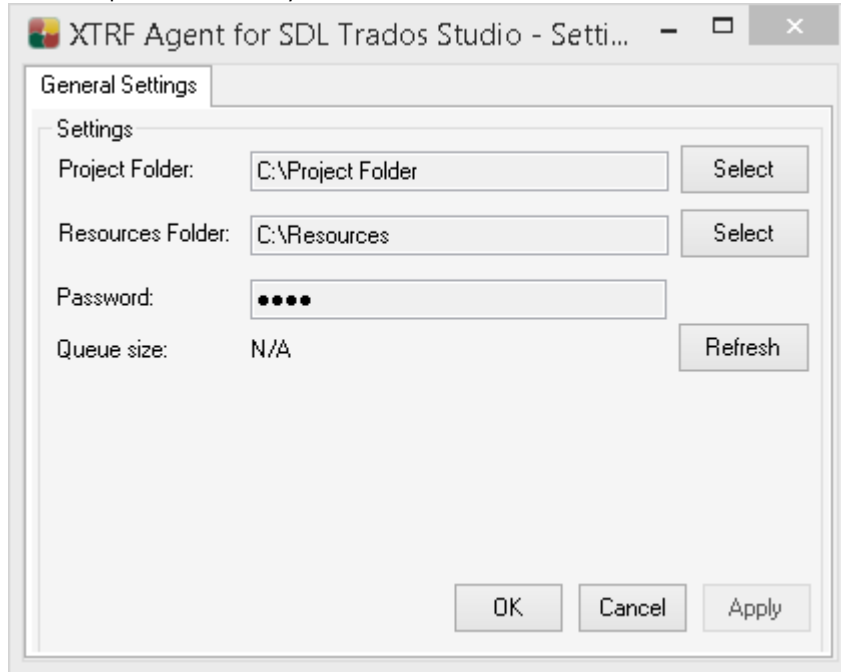 XTRF Agent for SDL Trados Studio - Setti...
General Settings
Settings
Project Folder: C:\Project Folder Select
Resources Folder: C:\Resources Select
Password: ●●●●
Queue size: N/A Refresh
OK Cancel Apply